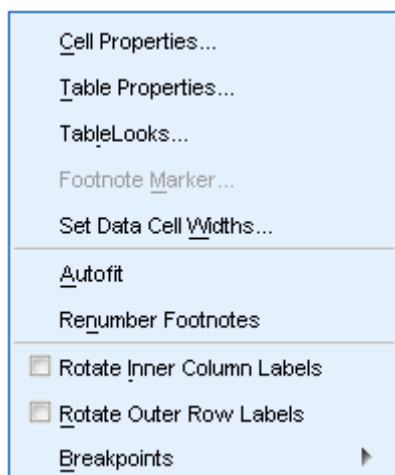 Cell Properties...
Table Properties...
TableLooks...
Footnote Marker...
Set Data Cell Widths...
Autofit
Renumber Footnotes
Rotate Inner Column Labels
Rotate Outer Row Labels
Breakpoints